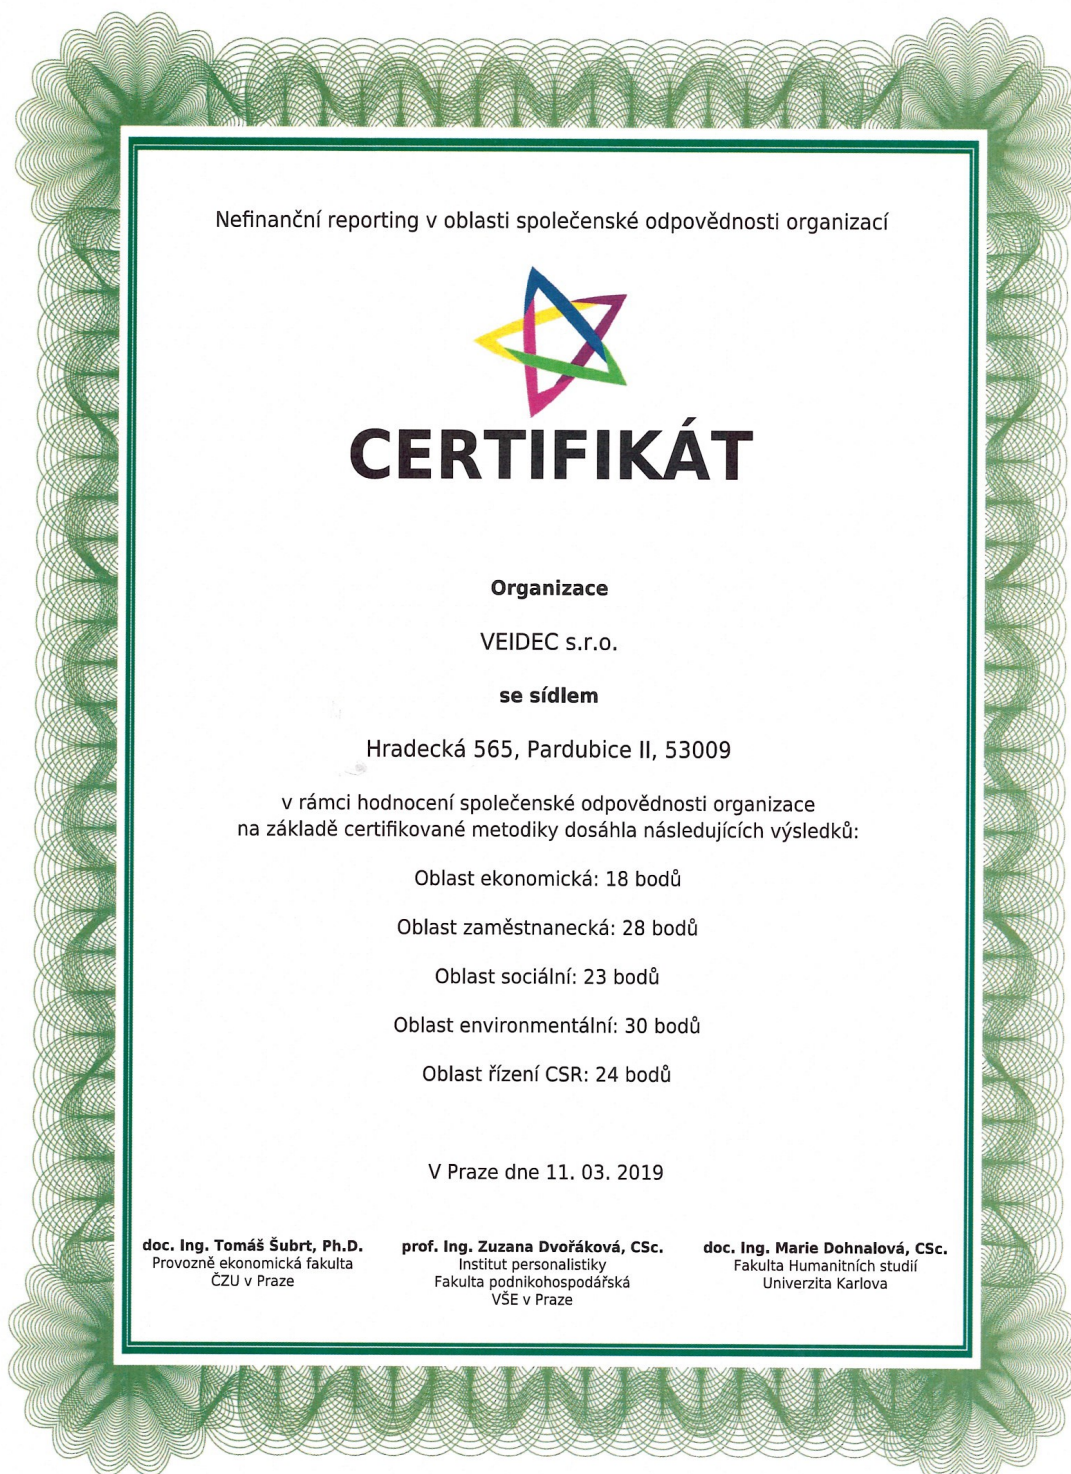 Nefinanční reporting v oblasti společenské odpovědnosti organizací
CERTIFIKÁT
Organizace
VEIDEC s.r.o.
se sídlem
Hradecká 565, Pardubice II, 53009
v rámci hodnocení společenské odpovědnosti organizace
na základě certifikované metodiky dosáhla následujících výsledků:
Oblast ekonomická: 18 bodů
Oblast zaměstnanecká: 28 bodů
Oblast sociální: 23 bodů
Oblast environmentální: 30 bodů
Oblast řízení CSR: 24 bodů
V Praze dne 11. 03. 2019
doc. Ing. Tomáš Šubrt, Ph.D.
Provozně ekonomická fakulta
ČZU v Praze
prof. Ing. Zuzana Dvořáková, CSc.
Institut personalistiky
Fakulta podnikohospodářská
VŠE v Praze
doc. Ing. Marie Dohnalová, CSc.
Fakulta Humanitních studií
Univerzita Karlova